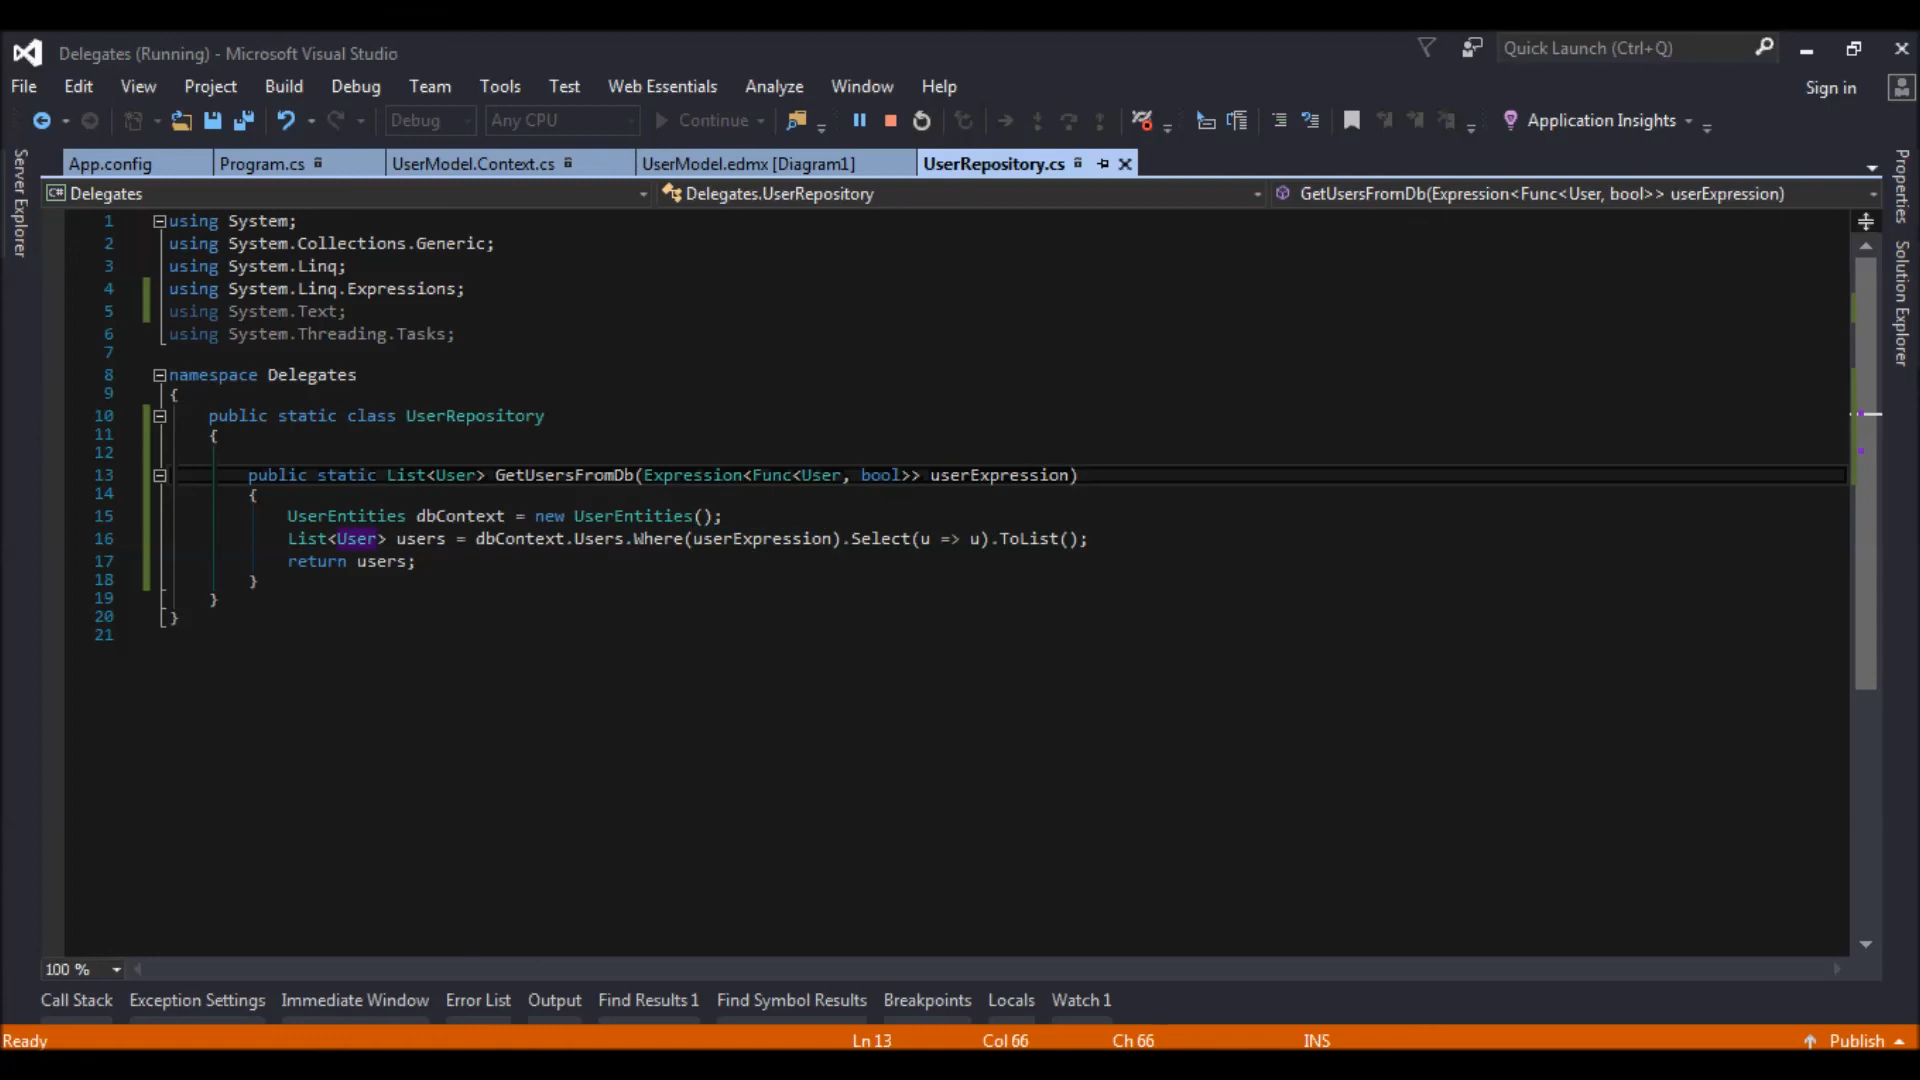 Delegates (Running) - Microsoft Visual Studio
Quick Launch (Ctrl+Q)
File Edit View Project Build Debug Team Tools Test Web Essentials Analyze Window Help
Sign in
Debug Any CPU Continue Application Insights
Server Explorer
App.config Program.cs UserModel.Context.cs UserModel.edmx [Diagram1] UserRepository.cs
Properties
Solution Explorer
C# Delegates Delegates.UserRepository GetUsersFromDb(Expression<Func<User, bool>> userExpression)
1 using System;
2 using System.Collections.Generic;
3 using System.Linq;
4 using System.Linq.Expressions;
5 using System.Text;
6 using System.Threading.Tasks;
7
8 namespace Delegates
9 {
10 public static class UserRepository
11 {
12
13 public static List<User> GetUsersFromDb(Expression<Func<User, bool>> userExpression)
14 {
15 UserEntities dbContext = new UserEntities();
16 List<User> users = dbContext.Users.Where(userExpression).Select(u => u).ToList();
17 return users;
18 }
19 }
20 }
21
100 %
Call Stack Exception Settings Immediate Window Error List Output Find Results 1 Find Symbol Results Breakpoints Locals Watch 1
Ready Ln 13 Col 66 Ch 66 INS Publish